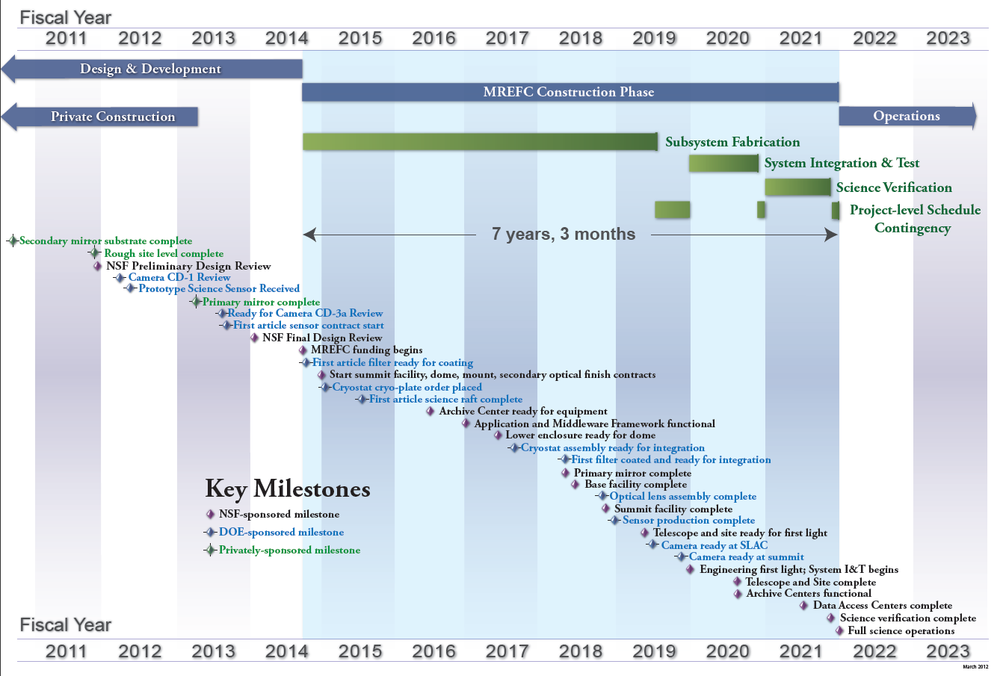 Fiscal Year
2011 2012 2013 2014 2015 2016 2017 2018 2019 2020 2021 2022 2023
Design & Development
MREFC Construction Phase
Private Construction
Operations
Subsystem Fabrication
System Integration & Test
Science Verification
Project-level Schedule
Contingency
7 years, 3 months
Secondary mirror substrate complete
Rough site level complete
NSF Preliminary Design Review
Camera CD-1 Review
Prototype Science Sensor Received
Primary mirror complete
Ready for Camera CD-3a Review
First article sensor contract start
NSF Final Design Review
MREFC funding begins
First article filter ready for coating
Start summit facility, dome, mount, secondary optical finish contracts
Cryostat cryo-plate order placed
First article science raft complete
Archive Center ready for equipment
Application and Middleware Framework functional
Lower enclosure ready for dome
Cryostat assembly ready for integration
First filter coated and ready for integration
Primary mirror complete
Base facility complete
Optical lens assembly complete
Summit facility complete
Sensor production complete
Telescope and site ready for first light
Camera ready at SLAC
Camera ready at summit
Engineering first light; System I&T begins
Telescope and Site complete
Archive Centers functional
Data Access Centers complete
Science verification complete
Full science operations
Key Milestones
NSF-sponsored milestone
DOE-sponsored milestone
Privately-sponsored milestone
Fiscal Year
2011 2012 2013 2014 2015 2016 2017 2018 2019 2020 2021 2022 2023
March 2012